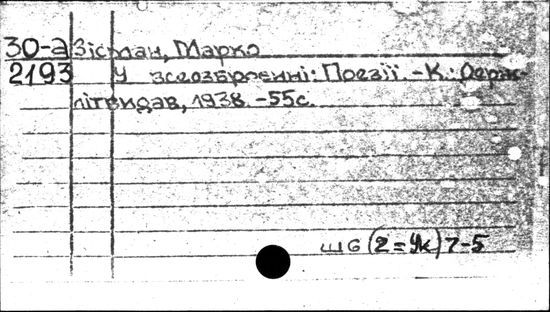 30-а Зісман, Марко
2193 У всеозброєнні: Поезії. -К.: Держ-
літвидав, 1938. -55с.
ш6 (2=Ук) 7-5